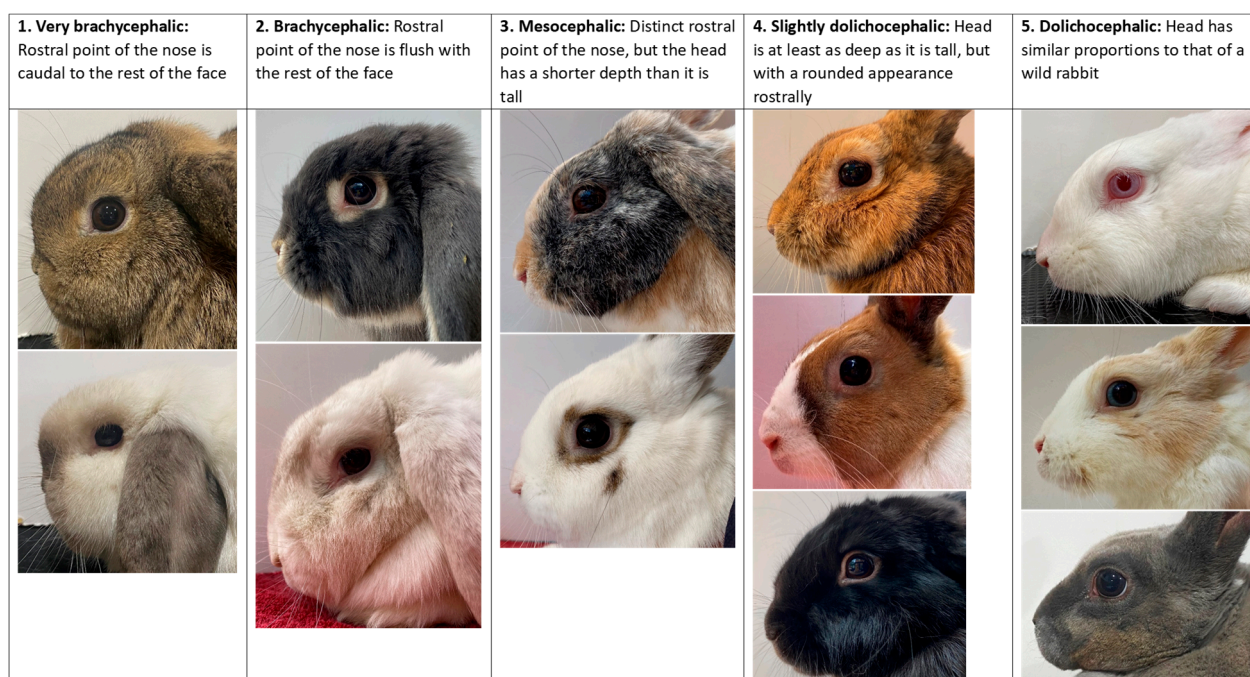 1. Very brachycephalic:
Rostral point of the nose is
caudal to the rest of the face
2. Brachycephalic: Rostral
point of the nose is flush with
the rest of the face
3. Mesocephalic: Distinct rostral
point of the nose, but the head
has a shorter depth than it is
tall
4. Slightly dolichocephalic: Head
is at least as deep as it is tall, but
with a rounded appearance
rostrally
5. Dolichocephalic: Head has
similar proportions to that of a
wild rabbit